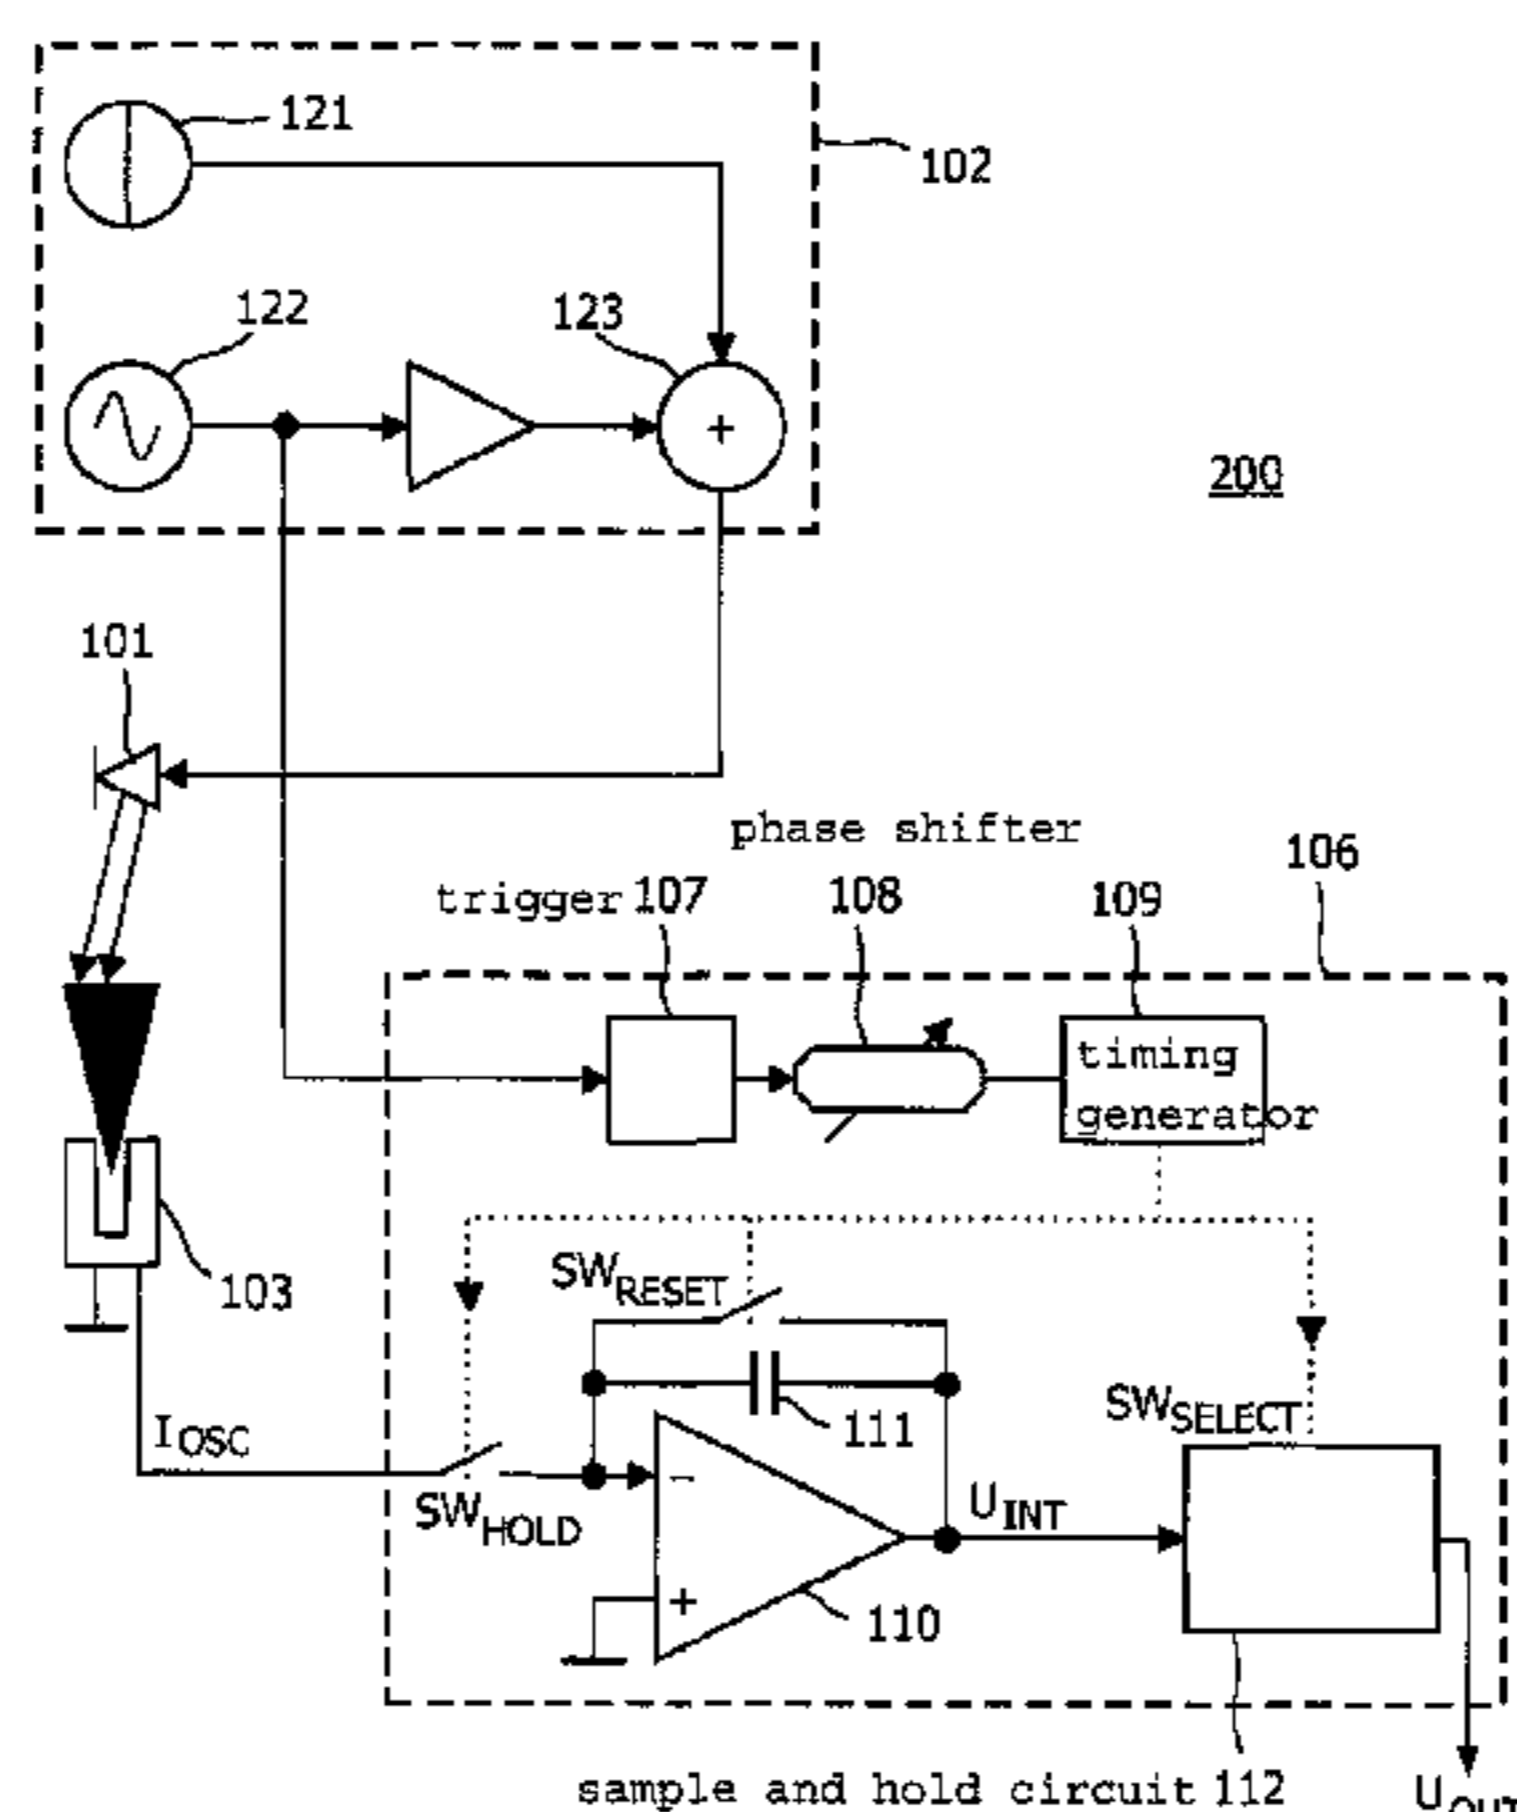 121
102
122
123
+
200
101
phase shifter
106
trigger 107
108
109
timing
generator
103
SWRESET
SWSELECT
111
IOSC
SWHOLD
−
UINT
+
110
sample and hold circuit 112
UOUT